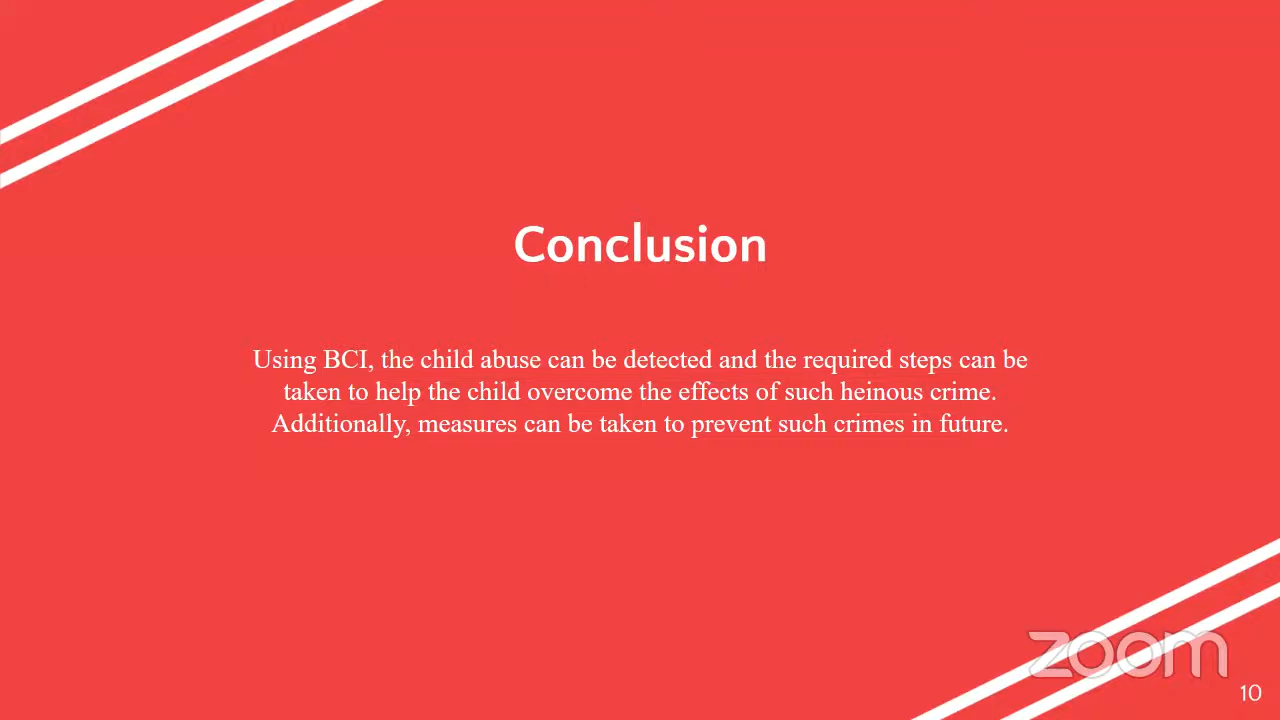 Conclusion
Using BCI, the child abuse can be detected and the required steps can be
taken to help the child overcome the effects of such heinous crime.
Additionally, measures can be taken to prevent such crimes in future.
zoom
10